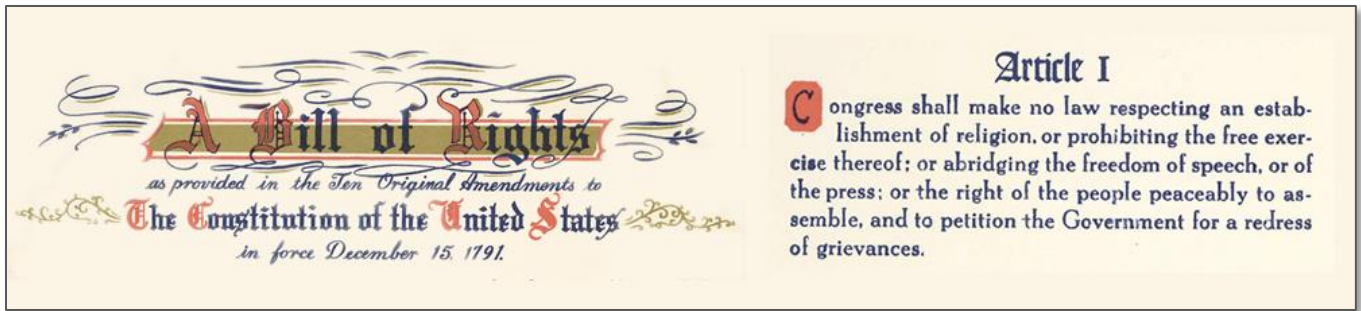 A Bill of Rights
as provided in the Ten Original Amendments to
The Constitution of the United States
in force December 15, 1791.
Article I
Congress shall make no law respecting an estab-
lishment of religion, or prohibiting the free exer-
cise thereof; or abridging the freedom of speech, or of
the press; or the right of the people peaceably to as-
semble, and to petition the Government for a redress
of grievances.